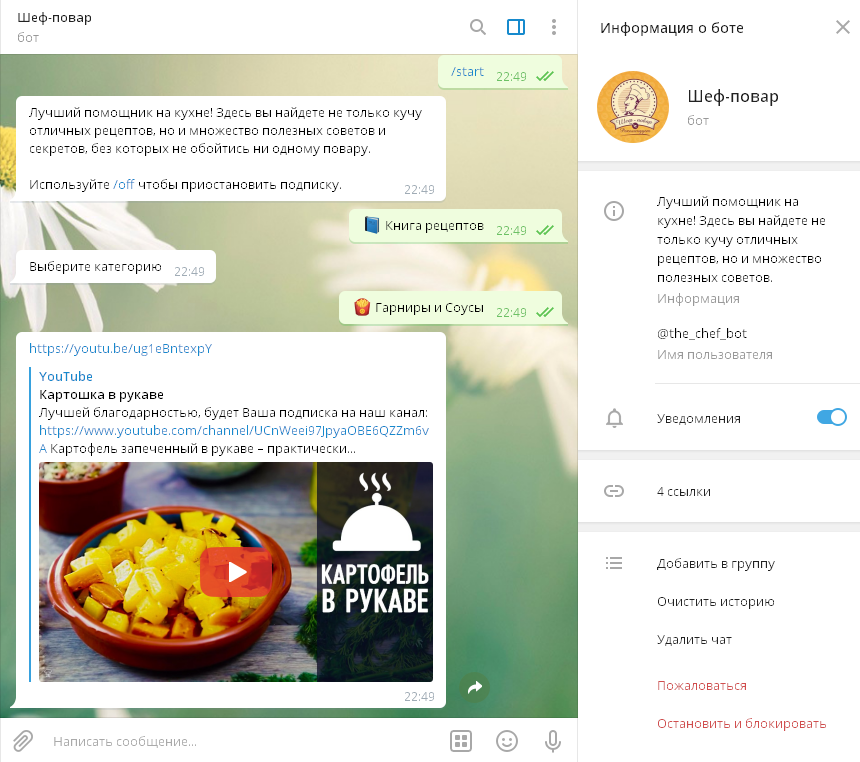 Шеф-повар
бот
/start 22:49
Лучший помощник на кухне! Здесь вы найдете не только кучу
отличных рецептов, но и множество полезных советов и
секретов, без которых не обойтись ни одному повару.
Используйте /off чтобы приостановить подписку.
22:49
Книга рецептов 22:49
Выберите категорию 22:49
Гарниры и Соусы 22:49
https://youtu.be/ug1eBntexpY
YouTube
Картошка в рукаве
Лучшей благодарностью, будет Ваша подписка на наш канал:
https://www.youtube.com/channel/UCnWeei97JpyaOBE6QZZm6v
A Картофель запеченный в рукаве – практически...
КАРТОФЕЛЬ
В РУКАВЕ
22:49
Написать сообщение...
Информация о боте
Шеф-повар
бот
Лучший помощник на
кухне! Здесь вы найдете не
только кучу отличных
рецептов, но и множество
полезных советов.
Информация
@the_chef_bot
Имя пользователя
Уведомления
4 ссылки
Добавить в группу
Очистить историю
Удалить чат
Пожаловаться
Остановить и блокировать